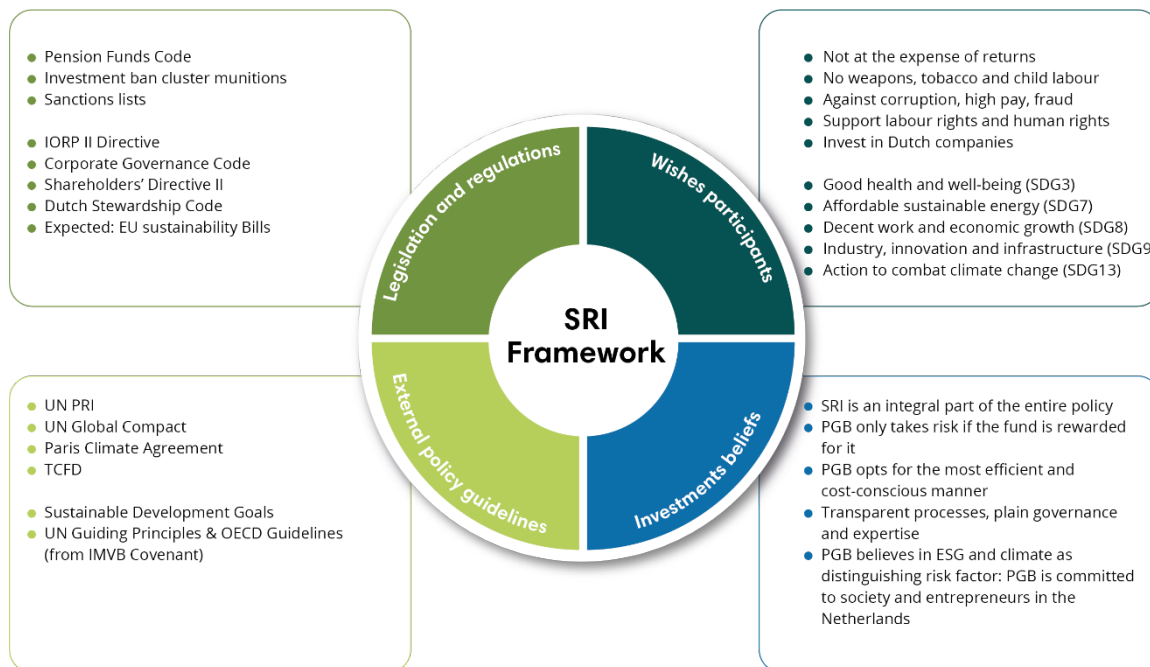 Pension Funds Code
Investment ban cluster munitions
Sanctions lists
IORP II Directive
Corporate Governance Code
Shareholders’ Directive II
Dutch Stewardship Code
Expected: EU sustainability Bills
Not at the expense of returns
No weapons, tobacco and child labour
Against corruption, high pay, fraud
Support labour rights and human rights
Invest in Dutch companies
Good health and well-being (SDG3)
Affordable sustainable energy (SDG7)
Decent work and economic growth (SDG8)
Industry, innovation and infrastructure (SDG9
Action to combat climate change (SDG13)
Legislation and regulations
Wishes participants
SRI
Framework
External policy guidelines
Investments beliefs
UN PRI
UN Global Compact
Paris Climate Agreement
TCFD
Sustainable Development Goals
UN Guiding Principles & OECD Guidelines
(from IMVB Covenant)
SRI is an integral part of the entire policy
PGB only takes risk if the fund is rewarded
for it
PGB opts for the most efficient and
cost-conscious manner
Transparent processes, plain governance
and expertise
PGB believes in ESG and climate as
distinguishing risk factor: PGB is committed
to society and entrepreneurs in the
Netherlands